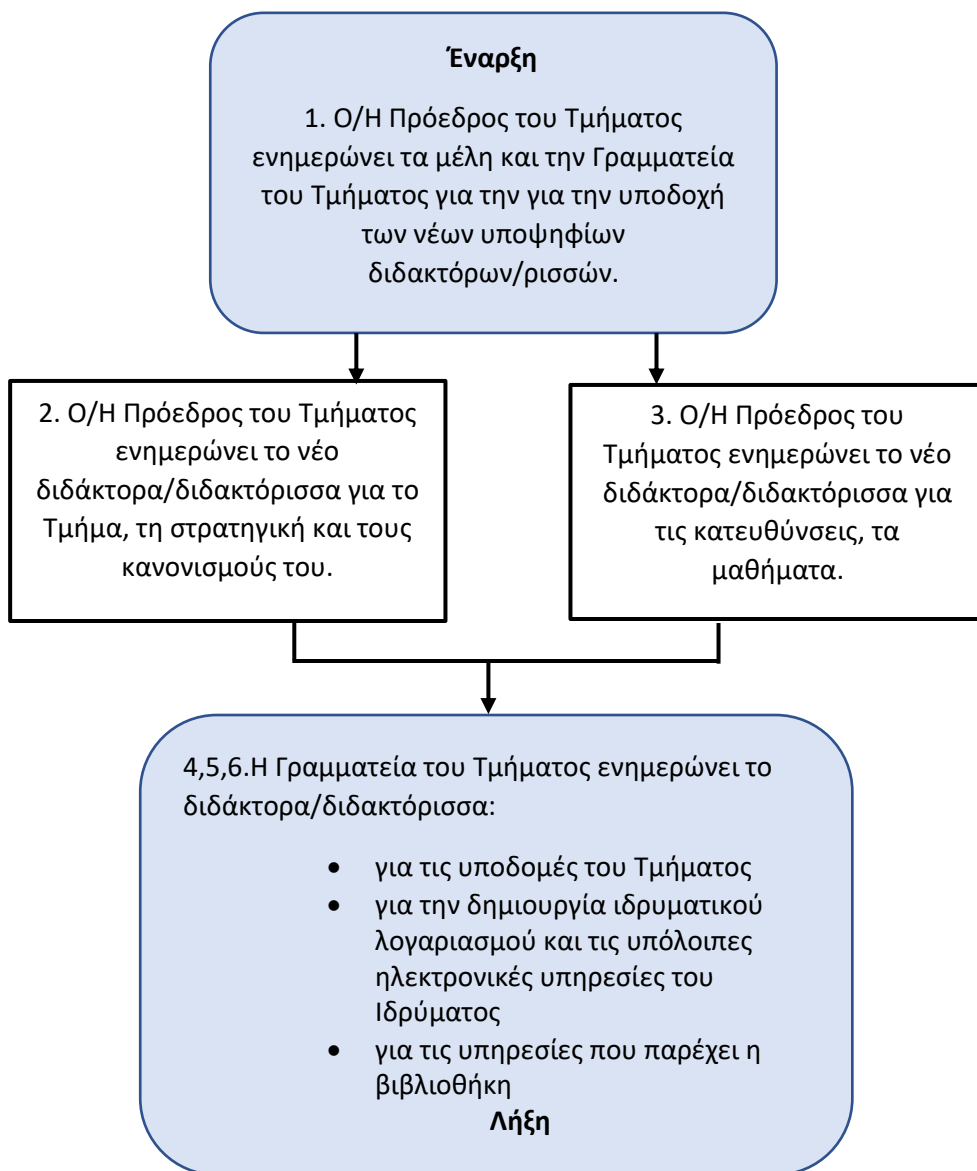 Έναρξη
1. Ο/Η Πρόεδρος του Τμήματος
ενημερώνει τα μέλη και την Γραμματεία
του Τμήματος για την για την υποδοχή
των νέων υποψηφίων
διδακτόρων/ρισσών.
2. Ο/Η Πρόεδρος του Τμήματος
ενημερώνει το νέο
διδάκτορα/διδακτόρισσα για το
Τμήμα, τη στρατηγική και τους
κανονισμούς του.
3. Ο/Η Πρόεδρος του
Τμήματος ενημερώνει το νέο
διδάκτορα/διδακτόρισσα για
τις κατευθύνσεις, τα
μαθήματα.
4,5,6.Η Γραμματεία του Τμήματος ενημερώνει το
διδάκτορα/διδακτόρισσα:
• για τις υποδομές του Τμήματος
• για την δημιουργία ιδρυματικού
λογαριασμού και τις υπόλοιπες
ηλεκτρονικές υπηρεσίες του
Ιδρύματος
• για τις υπηρεσίες που παρέχει η
βιβλιοθήκη
Λήξη